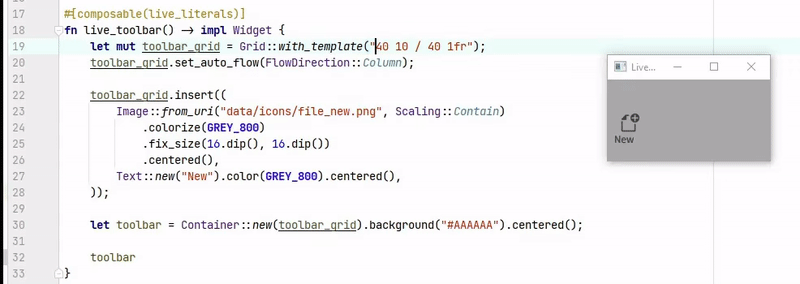 17 #[composable(live_literals)]
18 fn live_toolbar() -> impl Widget {
19 let mut toolbar_grid = Grid::with_template("40 10 / 40 1fr");
20 toolbar_grid.set_auto_flow(FlowDirection::Column);
21
22 toolbar_grid.insert((
23 Image::from_uri("data/icons/file_new.png", Scaling::Contain)
24 .colorize(GREY_800)
25 .fix_size(16.dip(), 16.dip())
26 .centered(),
27 Text::new("New").color(GREY_800).centered(),
28 ));
29
30 let toolbar = Container::new(toolbar_grid).background("#AAAAAA").centered();
31
32 toolbar
33 }
Live...
New